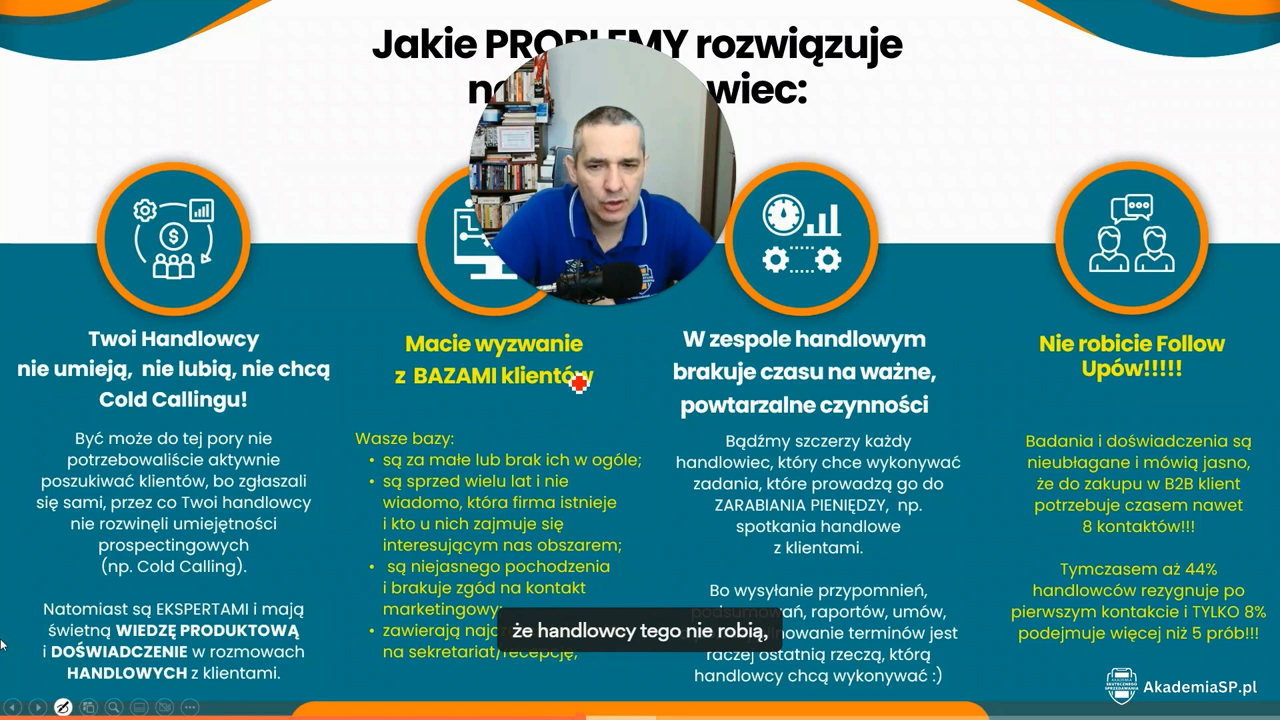 Jakie PROBLEMY rozwiązuje
wiec:
Twoi Handlowcy
nie umieją, nie lubią, nie chcą
Cold Callingu!
Być może do tej pory nie
potrzebowaliście aktywnie
poszukiwać klientów, bo zgłaszali
się sami, przez co Twoi handlowcy
nie rozwinęli umiejętności
prospectingowych
(np. Cold Calling).
Natomiast są EKSPERTAMI i mają
świetną WIEDZĘ PRODUKTOWĄ
i DOŚWIADCZENIE w rozmowach
HANDLOWYCH z klientami.
Macie wyzwanie
z BAZAMI klientów
Wasze bazy:
• są za małe lub brak ich w ogóle;
• są sprzed wielu lat i nie
wiadomo, która firma istnieje
i kto u nich zajmuje się
interesującym nas obszarem;
• są niejasnego pochodzenia
i brakuje zgód na kontakt
marketingowy;
• zawierają
na sekretariat/recepcję;
W zespole handlowym
brakuje czasu na ważne,
powtarzalne czynności
Bądźmy szczerzy każdy
handlowiec, który chce wykonywać
zadania, które prowadzą go do
ZARABIANIA PIENIĘDZY, np.
spotkania handlowe
z klientami.
Bo wysyłanie przypomnień,
podsumowań, raportów, umów,
terminów jest
raczej ostatnią rzeczą, którą
handlowcy chcą wykonywać :)
Nie robicie Follow
Upów!!!!!
Badania i doświadczenia są
nieubłagane i mówią jasno,
że do zakupu w B2B klient
potrzebuje czasem nawet
8 kontaktów!!!
Tymczasem aż 44%
handlowców rezygnuje po
pierwszym kontakcie i TYLKO 8%
podejmuje więcej niż 5 prób!!!
że handlowcy tego nie robią,
AKADEMIA
SKUTECZNEGO
SPRZEDAWANIA
AkademiaSP.pl